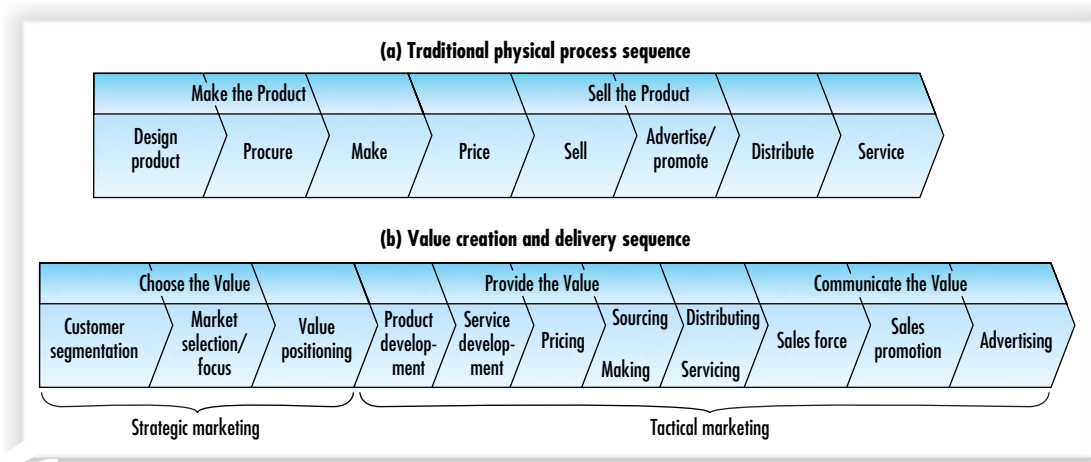 (a) Traditional physical process sequence
Make the Product
Sell the Product
Design
product
Procure
Make
Price
Sell
Advertise/
promote
Distribute
Service
(b) Value creation and delivery sequence
Choose the Value
Provide the Value
Communicate the Value
Customer
segmentation
Market
selection/
focus
Value
positioning
Product
develop-
ment
Service
develop-
ment
Pricing
Sourcing
Making
Distributing
Servicing
Sales force
Sales
promotion
Advertising
Strategic marketing
Tactical marketing